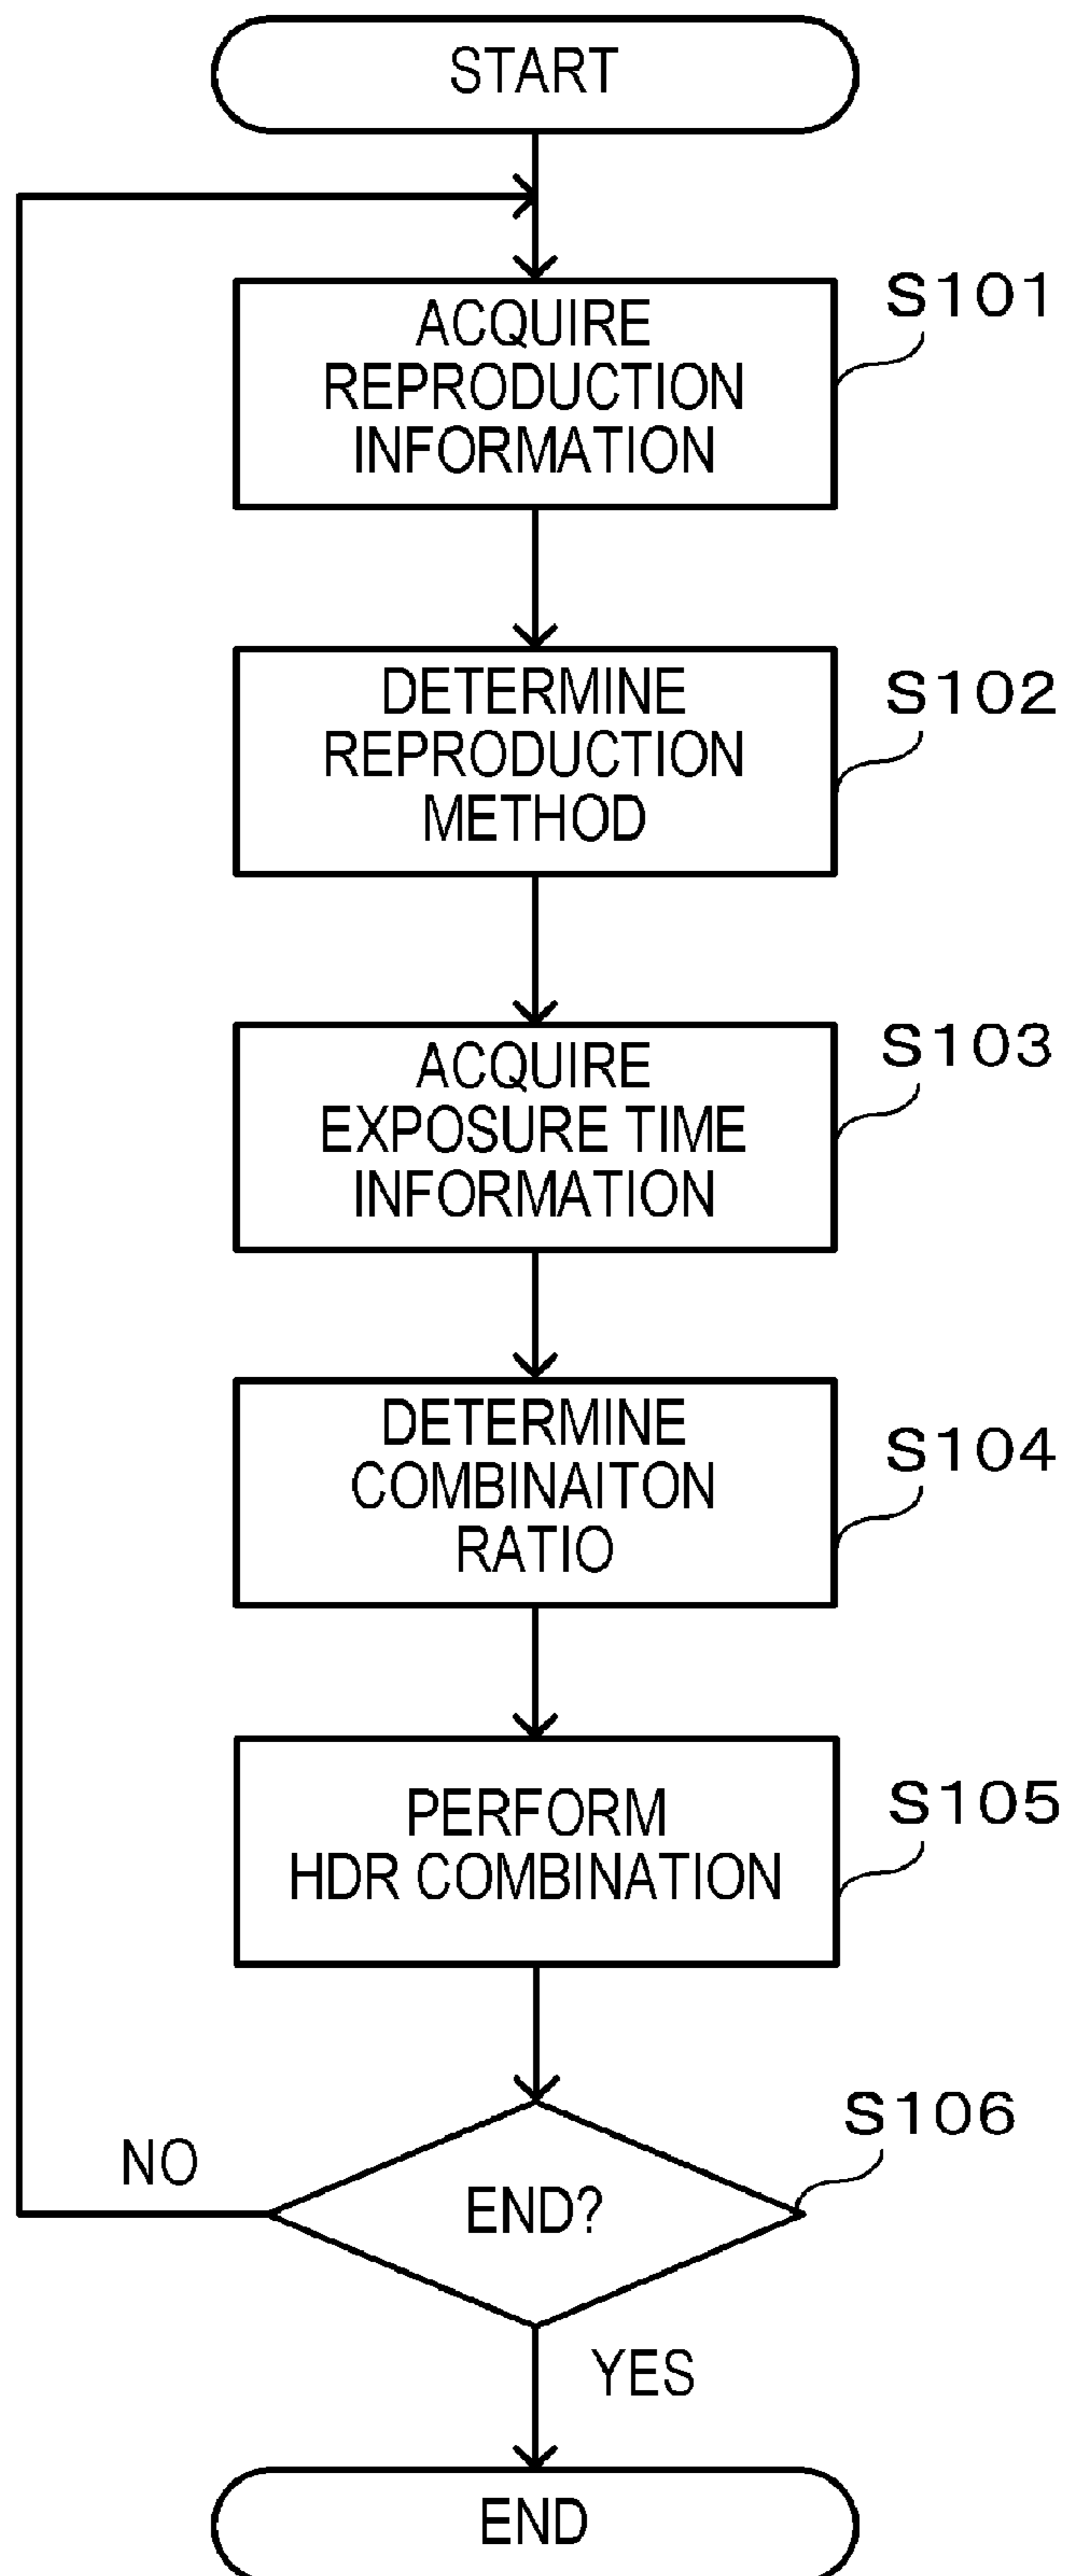 START
ACQUIRE
REPRODUCTION
INFORMATION
S101
DETERMINE
REPRODUCTION
METHOD
S102
ACQUIRE
EXPOSURE TIME
INFORMATION
S103
DETERMINE
COMBINAITON
RATIO
S104
PERFORM
HDR COMBINATION
S105
END?
S106
NO
YES
END